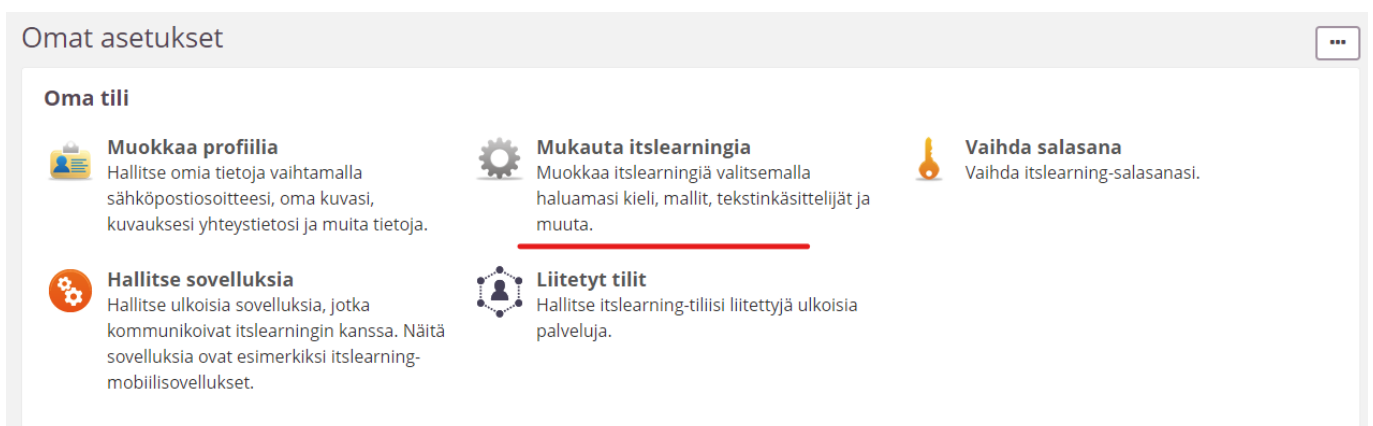 Omat asetukset
Oma tili
Muokkaa profiilia
Hallitse omia tietoja vaihtamalla
sähköpostiosoitteesi, oma kuvasi,
kuvauksesi yhteystietosi ja muita tietoja.
Mukauta itslearningia
Muokkaa itslearningiä valitsemalla
haluamasi kieli, mallit, tekstinkäsittelijät ja
muuta.
Vaihda salasana
Vaihda itslearning-salasanasi.
Hallitse sovelluksia
Hallitse ulkoisia sovelluksia, jotka
kommunikoivat itslearningin kanssa. Näitä
sovelluksia ovat esimerkiksi itslearning-
mobiilisovellukset.
Liitetyt tilit
Hallitse itslearning-tiliisi liitettyjä ulkoisia
palveluja.